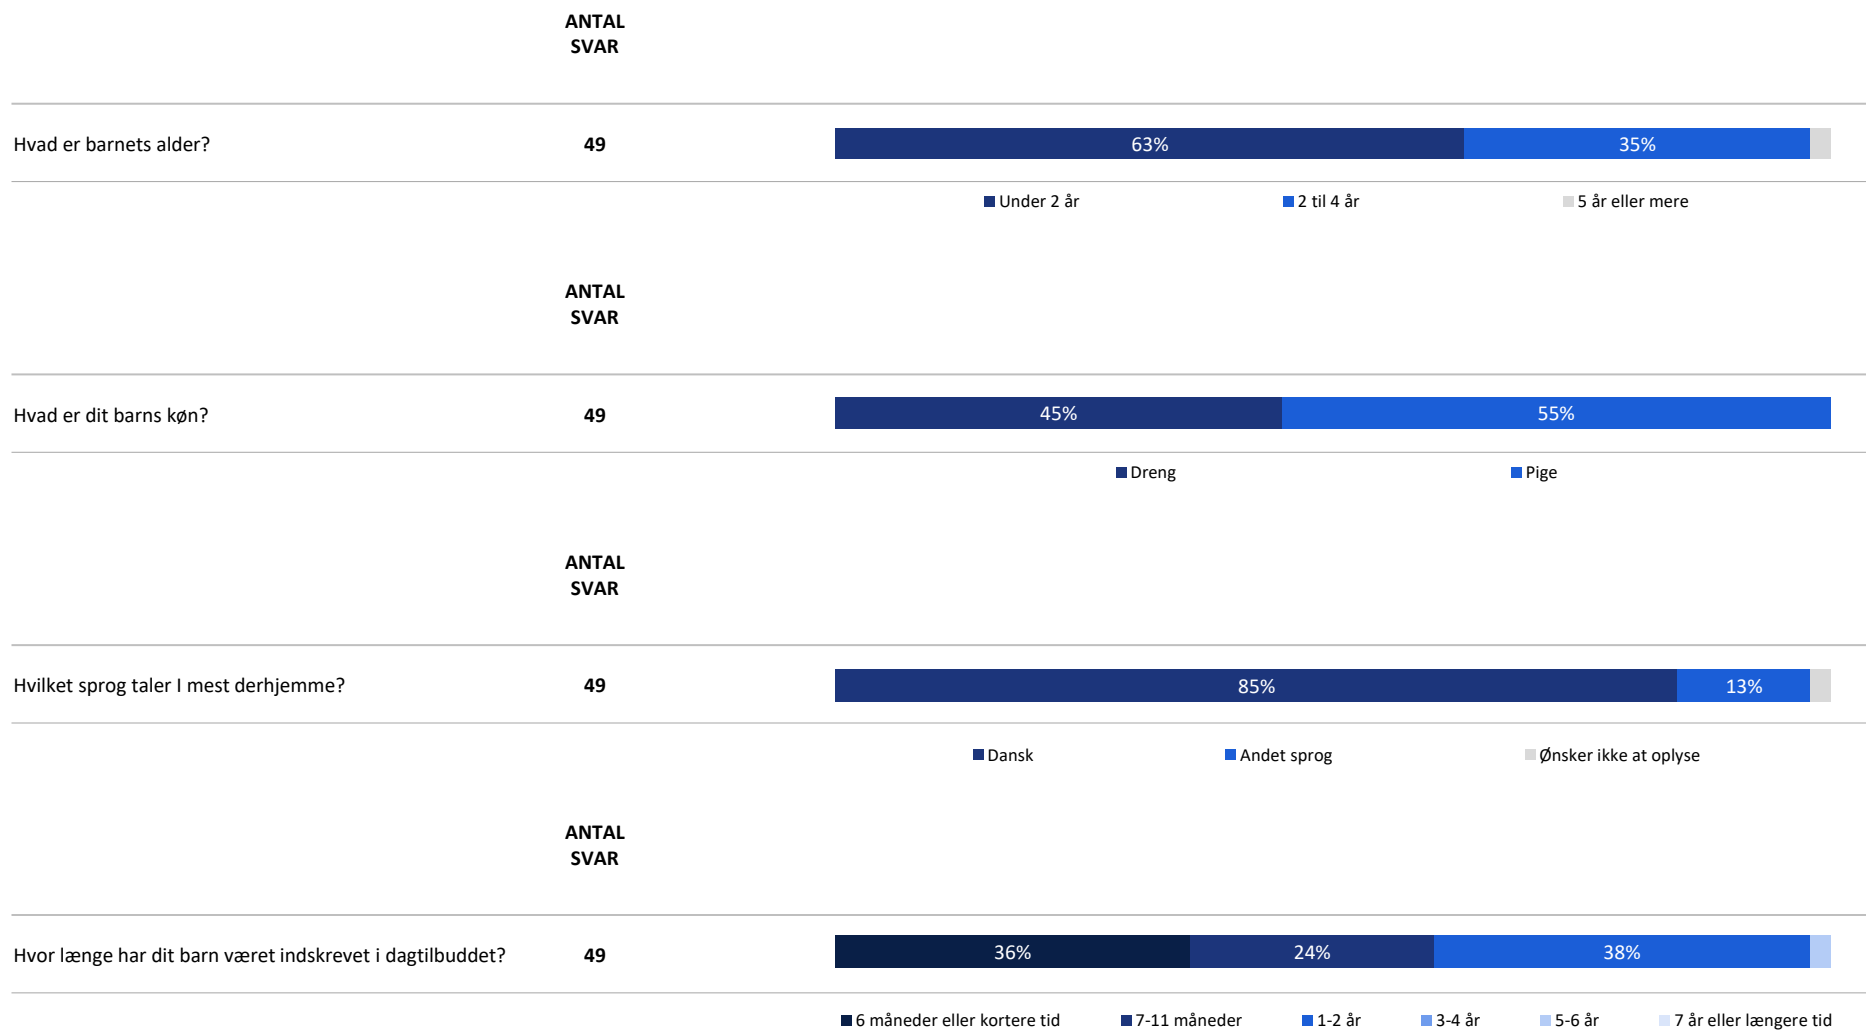 ANTAL
SVAR
Hvad er barnets alder? 49 63% 35%
Under 2 år 2 til 4 år 5 år eller mere
ANTAL
SVAR
Hvad er dit barns køn? 49 45% 55%
Dreng Pige
ANTAL
SVAR
Hvilket sprog taler I mest derhjemme? 49 85% 13%
Dansk Andet sprog Ønsker ikke at oplyse
ANTAL
SVAR
Hvor længe har dit barn været indskrevet i dagtilbuddet? 49 36% 24% 38%
6 måneder eller kortere tid 7-11 måneder 1-2 år 3-4 år 5-6 år 7 år eller længere tid